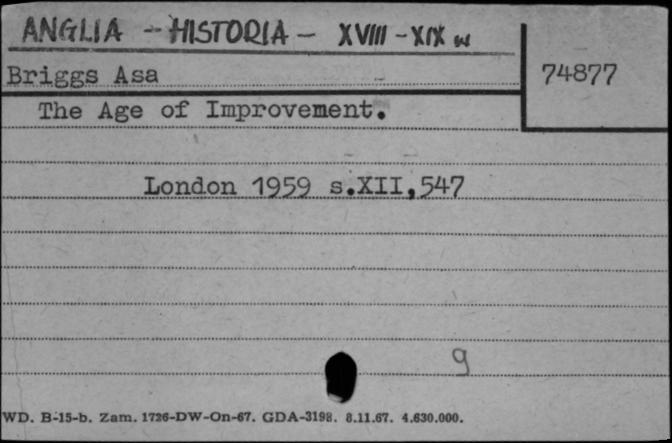 ANGLIA - HISTORIA - XVIII - XIX w
Briggs Asa
74877
The Age of Improvement.
London 1959 s.XII,547
9
WD. B-15-b. Zam. 1726-DW-On-67. GDA-3198. 8.11.67. 4.630.000.